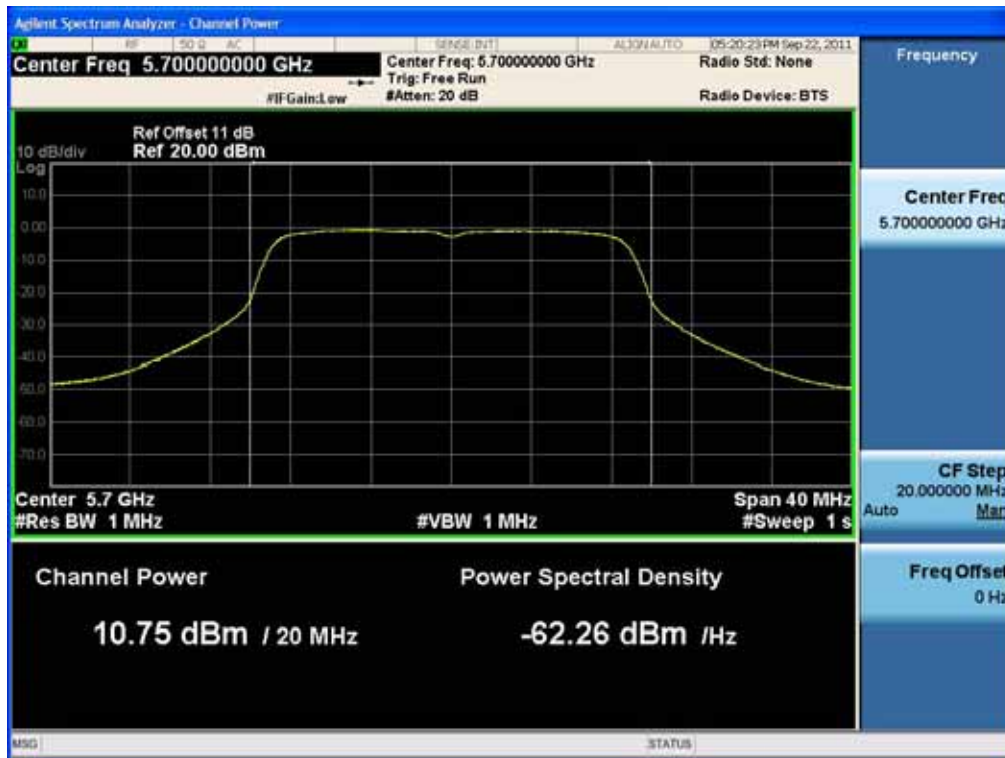 Agilent Spectrum Analyzer - Channel Power
RF 50 Ω AC SENSE:INT ALIGNAUTO 05:20:23 PM Sep 22, 2011
Center Freq 5.700000000 GHz
Center Freq: 5.700000000 GHz
Radio Std: None
Trig: Free Run
#IFGain:Low
#Atten: 20 dB
Radio Device: BTS
Ref Offset 11 dB
10 dB/div
Ref 20.00 dBm
Log
10.0
0.00
-10.0
-20.0
-30.0
-40.0
-50.0
-60.0
-70.0
Center 5.7 GHz
Span 40 MHz
#Res BW 1 MHz
#VBW 1 MHz
#Sweep 1 s
Channel Power
Power Spectral Density
10.75 dBm / 20 MHz
-62.26 dBm /Hz
MSG
STATUS
Frequency
Center Freq
5.700000000 GHz
CF Step
20.000000 MHz
Auto Man
Freq Offset
0 Hz